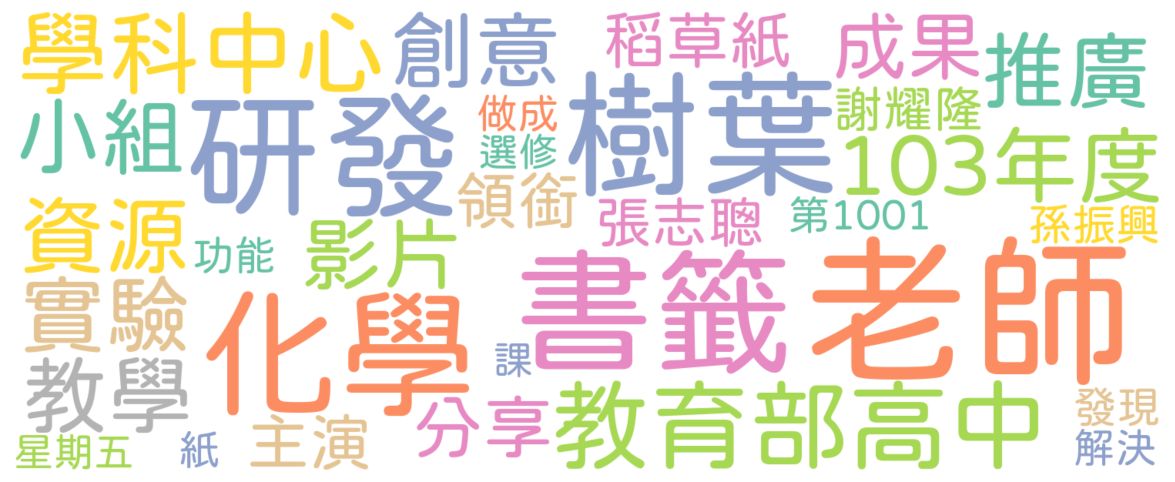 學科中心
創意
稻草紙
成果
推廣
小組
研發
做成
選修
樹葉
謝耀隆
103年度
資源
功能
影片
領銜
張志聰
第1001
孫振興
實驗
化學
書籤
老師
教學
課
分享
教育部高中
發現
星期五
紙
主演
解決